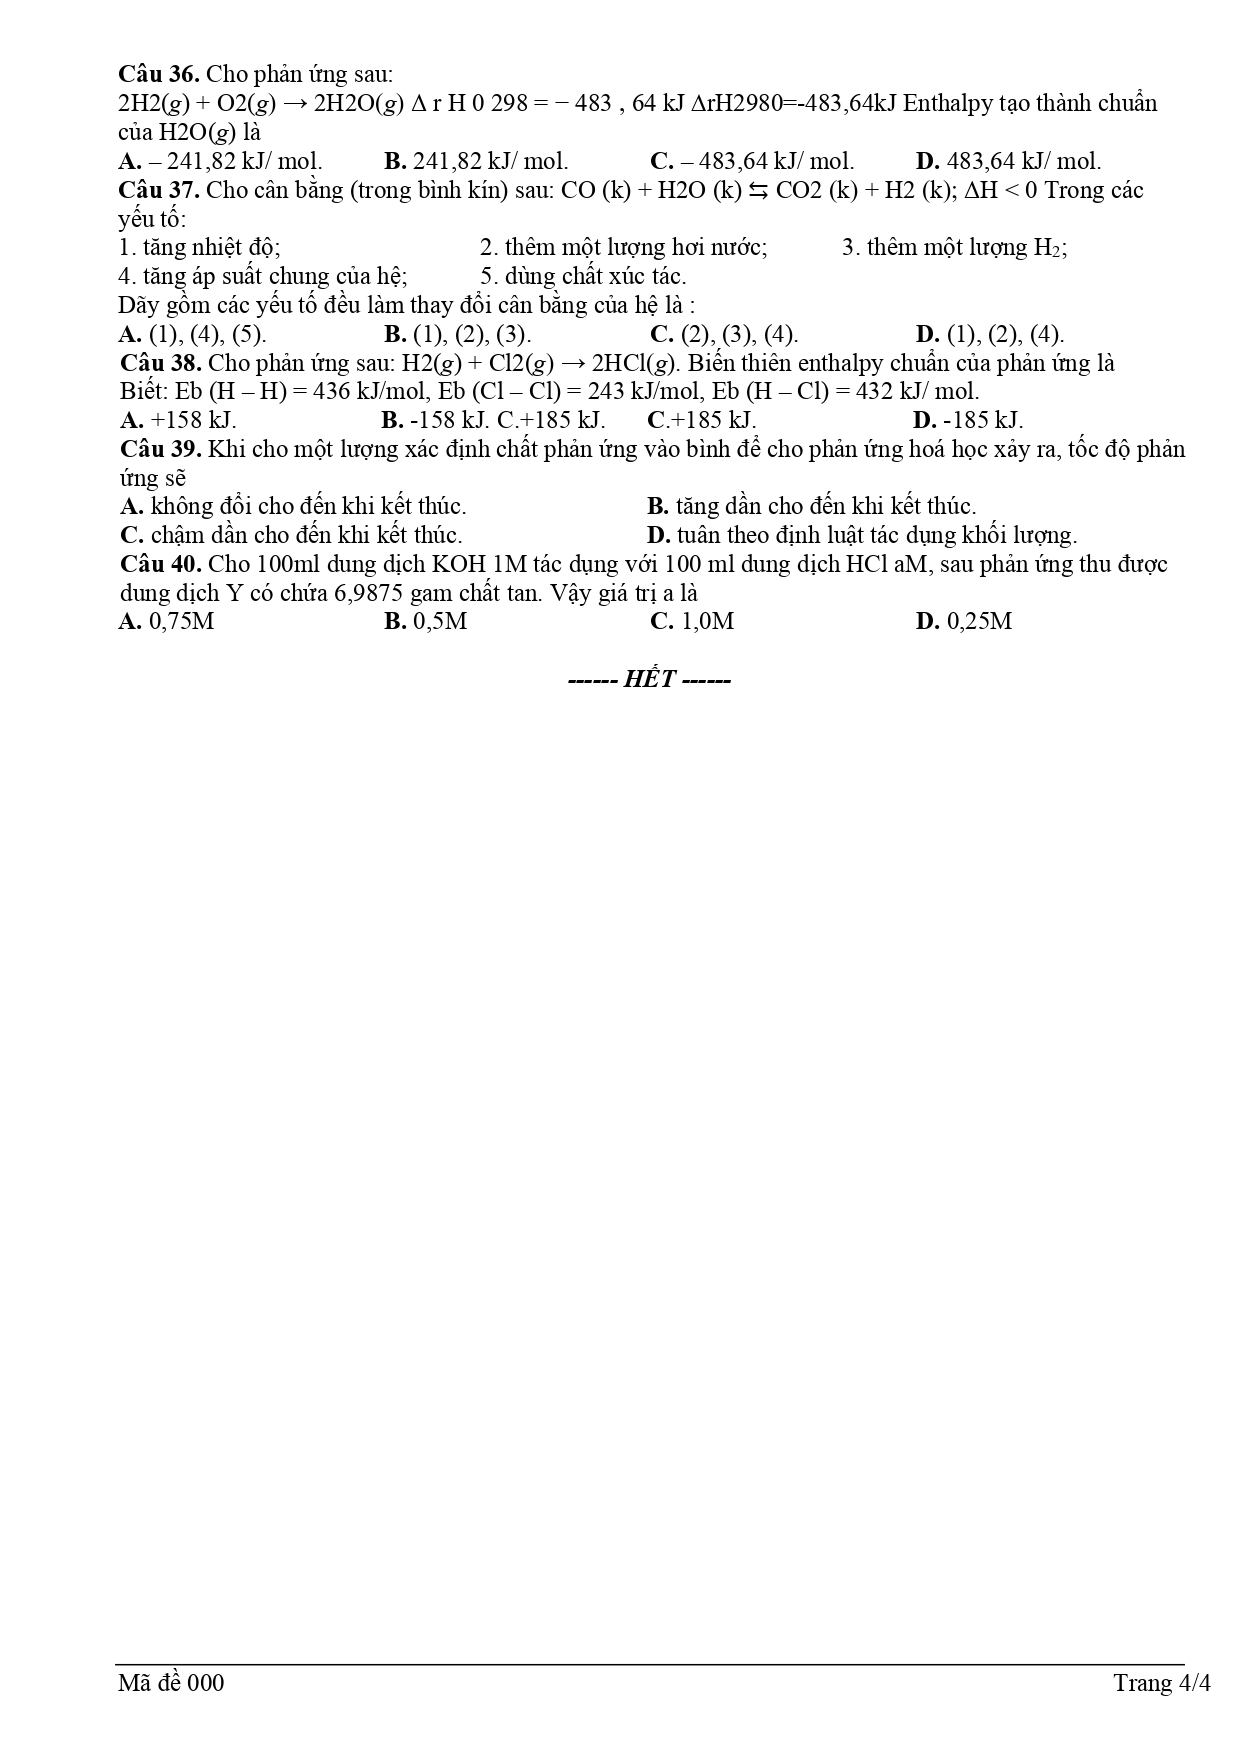 Câu 36. Cho phản ứng sau:
2H2(g) + O2(g) → 2H2O(g) Δ r H 0 298 = − 483 , 64 kJ ΔrH2980=-483,64kJ Enthalpy tạo thành chuẩn
của H2O(g) là
A. – 241,82 kJ/ mol. B. 241,82 kJ/ mol. C. – 483,64 kJ/ mol. D. 483,64 kJ/ mol.
Câu 37. Cho cân bằng (trong bình kín) sau: CO (k) + H2O (k) ⇆ CO2 (k) + H2 (k); ΔH < 0 Trong các
yếu tố:
1. tăng nhiệt độ; 2. thêm một lượng hơi nước; 3. thêm một lượng H₂;
4. tăng áp suất chung của hệ; 5. dùng chất xúc tác.
Dãy gồm các yếu tố đều làm thay đổi cân bằng của hệ là :
A. (1), (4), (5). B. (1), (2), (3). C. (2), (3), (4). D. (1), (2), (4).
Câu 38. Cho phản ứng sau: H2(g) + Cl2(g) → 2HCl(g). Biến thiên enthalpy chuẩn của phản ứng là
Biết: Eb (H – H) = 436 kJ/mol, Eb (Cl – Cl) = 243 kJ/mol, Eb (H – Cl) = 432 kJ/ mol.
A. +158 kJ. B. -158 kJ. C.+185 kJ. C.+185 kJ. D. -185 kJ.
Câu 39. Khi cho một lượng xác định chất phản ứng vào bình để cho phản ứng hoá học xảy ra, tốc độ phản
ứng sẽ
A. không đổi cho đến khi kết thúc. B. tăng dần cho đến khi kết thúc.
C. chậm dần cho đến khi kết thúc. D. tuân theo định luật tác dụng khối lượng.
Câu 40. Cho 100ml dung dịch KOH 1M tác dụng với 100 ml dung dịch HCl aM, sau phản ứng thu được
dung dịch Y có chứa 6,9875 gam chất tan. Vậy giá trị a là
A. 0,75M B. 0,5M C. 1,0M D. 0,25M
------ HẾT ------
Mã đề 000 Trang 4/4